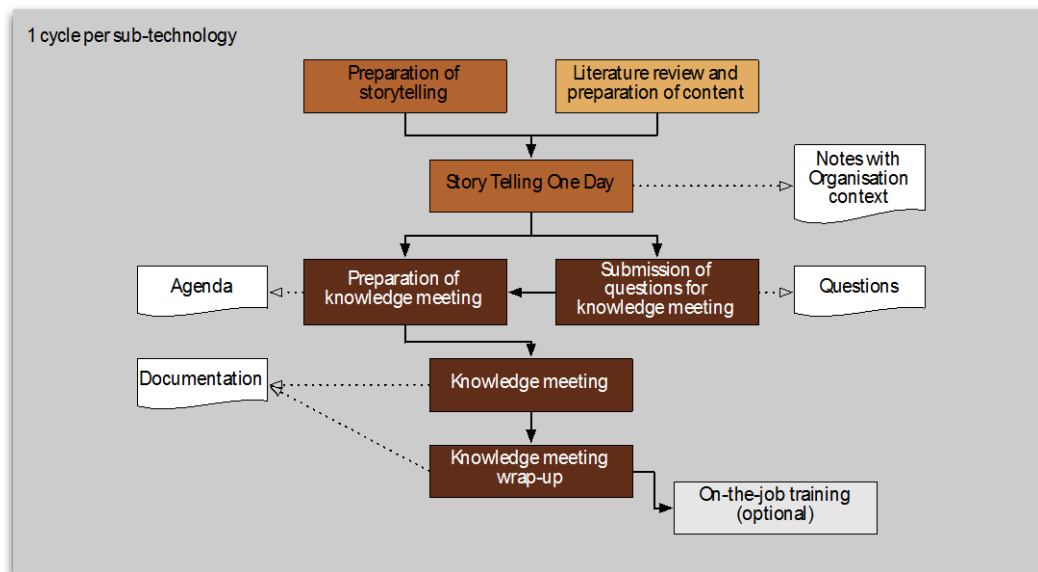 1 cycle per sub-technology
Preparation of
storytelling
Literature review and
preparation of content
Story Telling One Day
Notes with
Organisation
context
Agenda
Preparation of
knowledge meeting
Submission of
questions for
knowledge meeting
Questions
Documentation
Knowledge meeting
Knowledge meeting
wrap-up
On-the-job training
(optional)